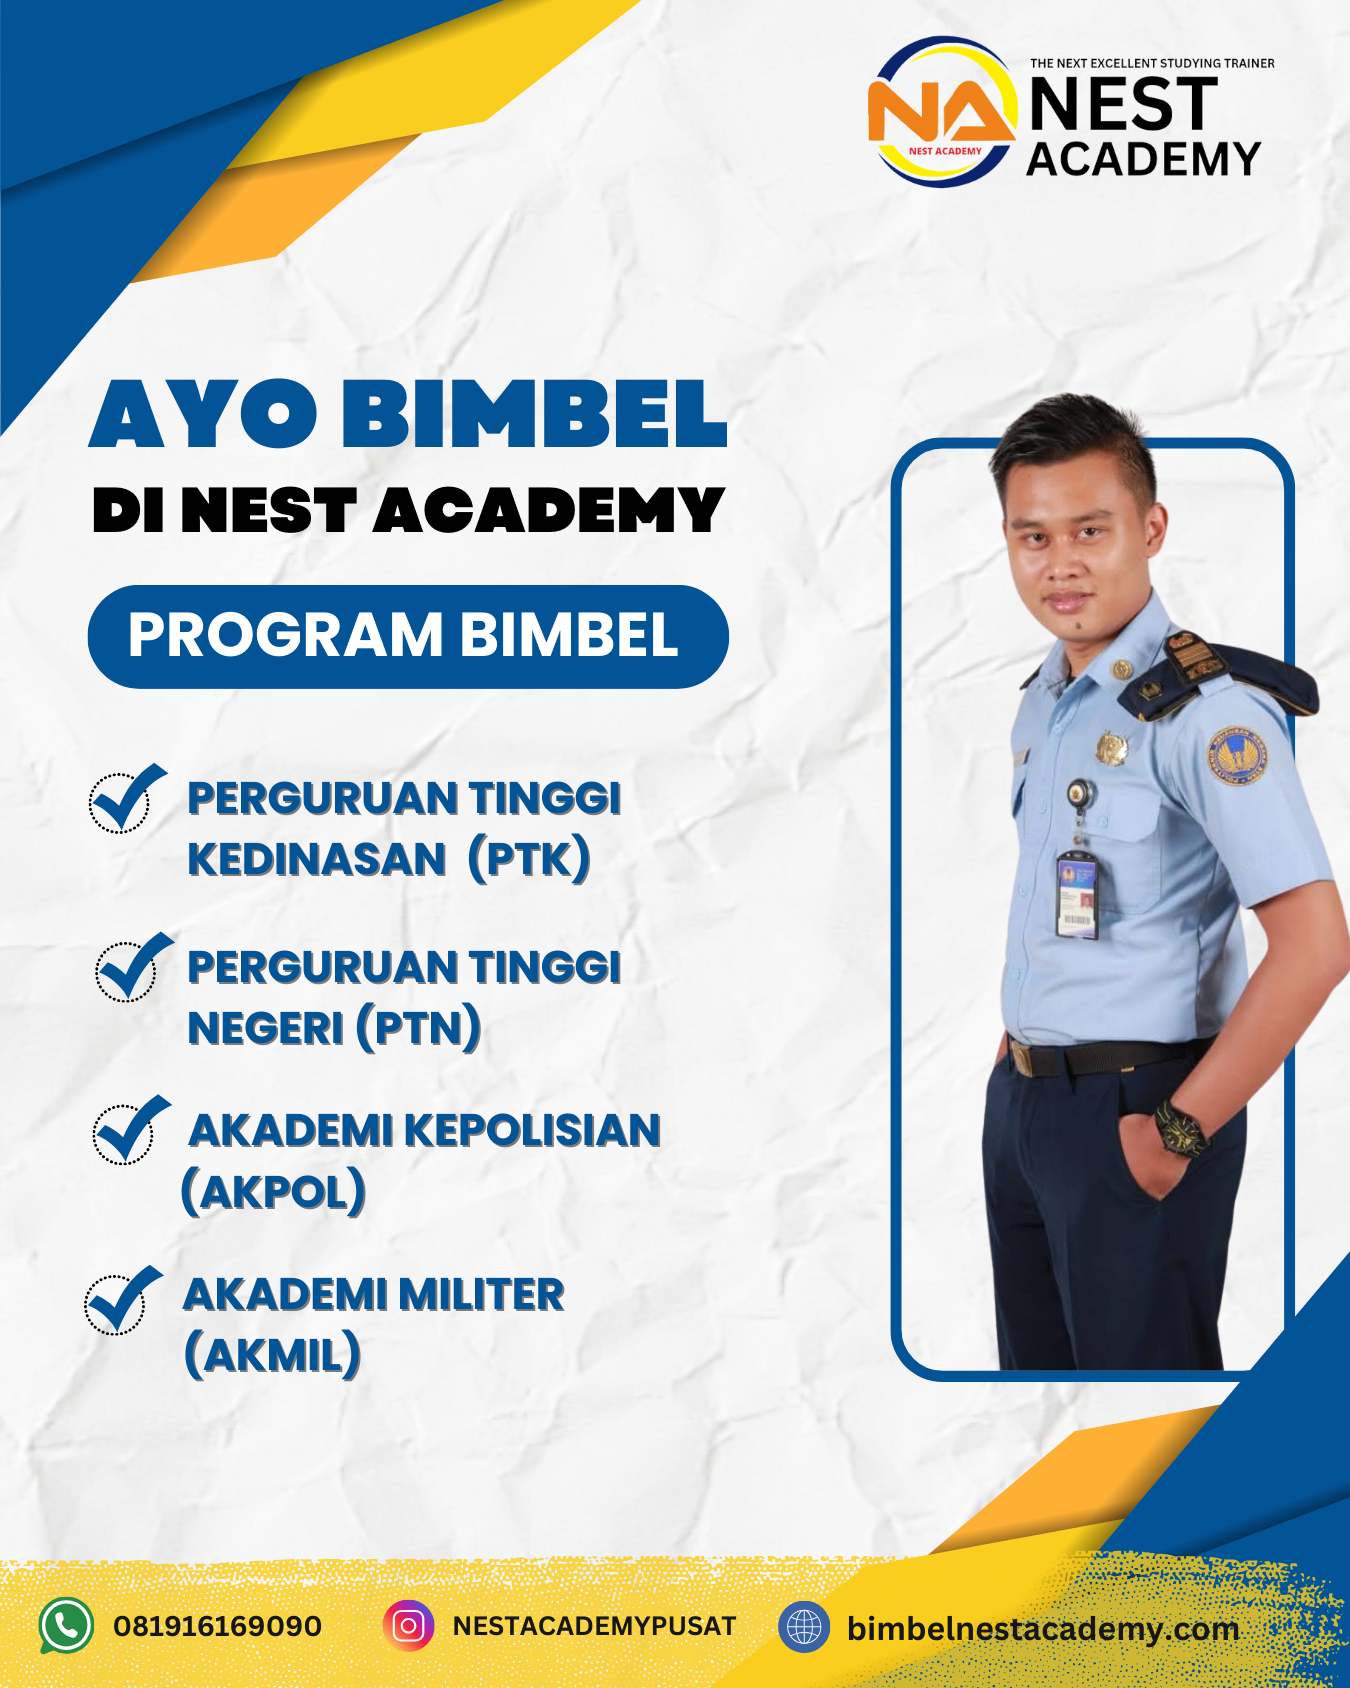 THE NEXT EXCELLENT STUDYING TRAINER
NEST
ACADEMY
NA
NEST ACADEMY
AYO BIMBEL
DI NEST ACADEMY
PROGRAM BIMBEL
PERGURUAN TINGGI
KEDINASAN (PTK)
PERGURUAN TINGGI
NEGERI (PTN)
AKADEMI KEPOLISIAN
(AKPOL)
AKADEMI MILITER
(AKMIL)
081916169090
NESTACADEMYPUSAT
bimbelnestacademy.com